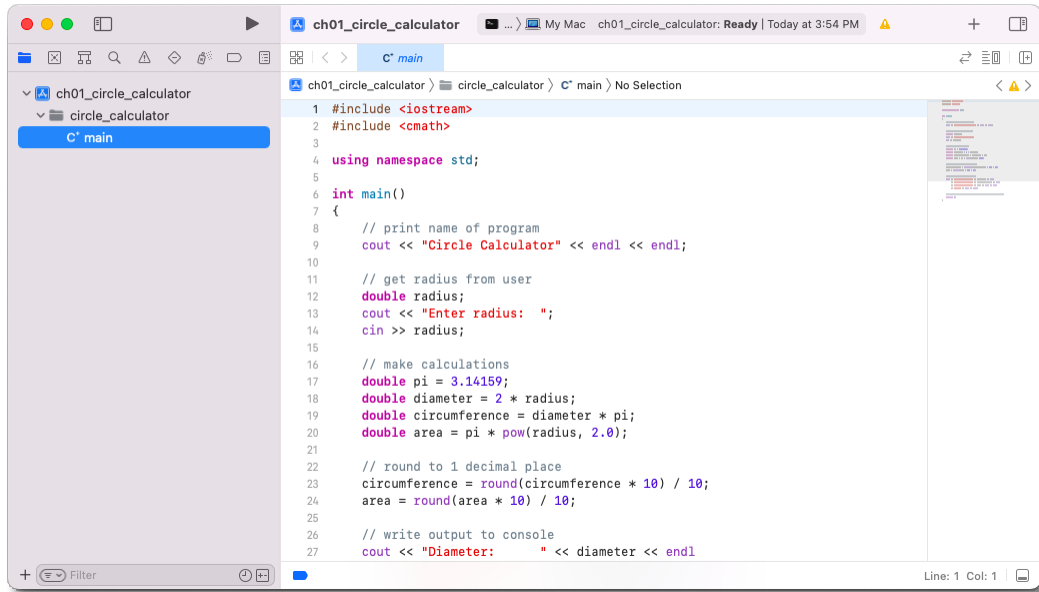 ch01_circle_calculator
... 〉 My Mac ch01_circle_calculator: Ready | Today at 3:54 PM
C⁺ main
ch01_circle_calculator 〉 circle_calculator 〉 C⁺ main 〉 No Selection
ch01_circle_calculator
circle_calculator
C⁺ main
1 #include <iostream>
2 #include <cmath>
3
4 using namespace std;
5
6 int main()
7 {
8     // print name of program
9     cout << "Circle Calculator" << endl << endl;
10
11     // get radius from user
12     double radius;
13     cout << "Enter radius:  ";
14     cin >> radius;
15
16     // make calculations
17     double pi = 3.14159;
18     double diameter = 2 * radius;
19     double circumference = diameter * pi;
20     double area = pi * pow(radius, 2.0);
21
22     // round to 1 decimal place
23     circumference = round(circumference * 10) / 10;
24     area = round(area * 10) / 10;
25
26     // write output to console
27     cout << "Diameter:      " << diameter << endl
Filter
Line: 1 Col: 1